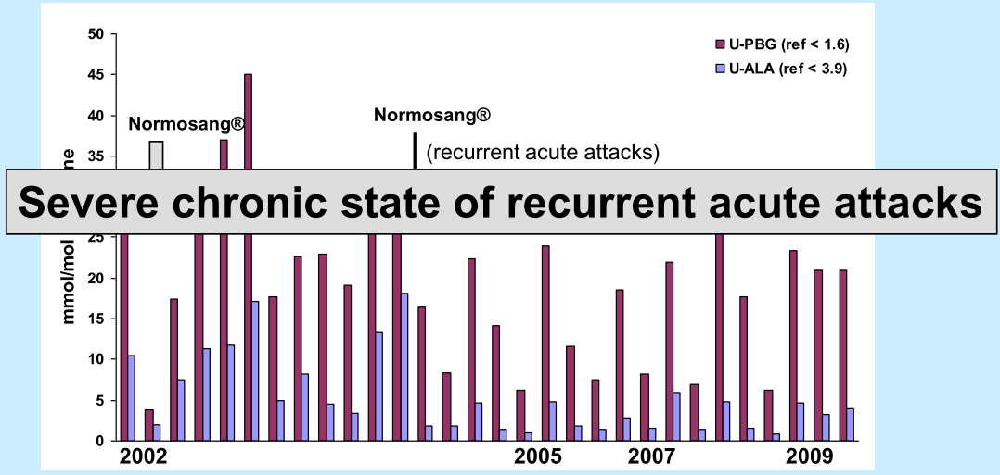 50
U-PBG (ref < 1.6)
45
U-ALA (ref < 3.9)
40
Normosang®
Normosang®
35
(recurrent acute attacks)
Severe chronic state of recurrent acute attacks
25
20
mmol/mol
15
10
5
0
2002
2005
2007
2009